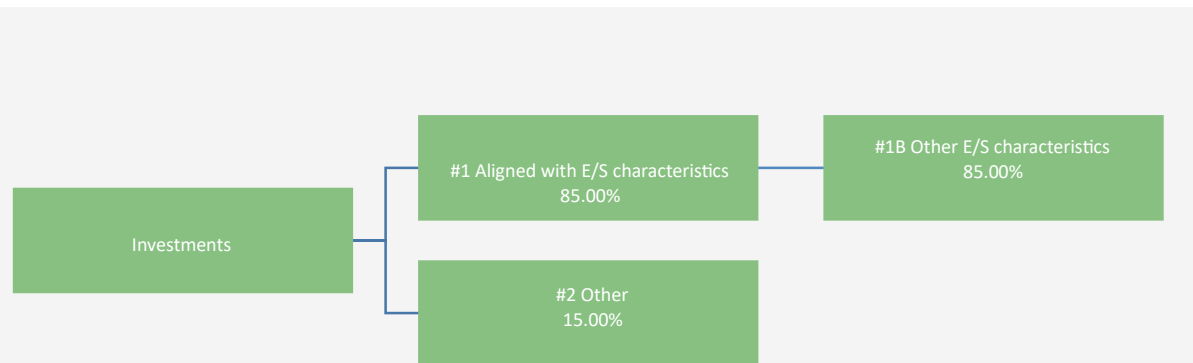 Investments
#1 Aligned with E/S characteristics
85.00%
#1B Other E/S characteristics
85.00%
#2 Other
15.00%